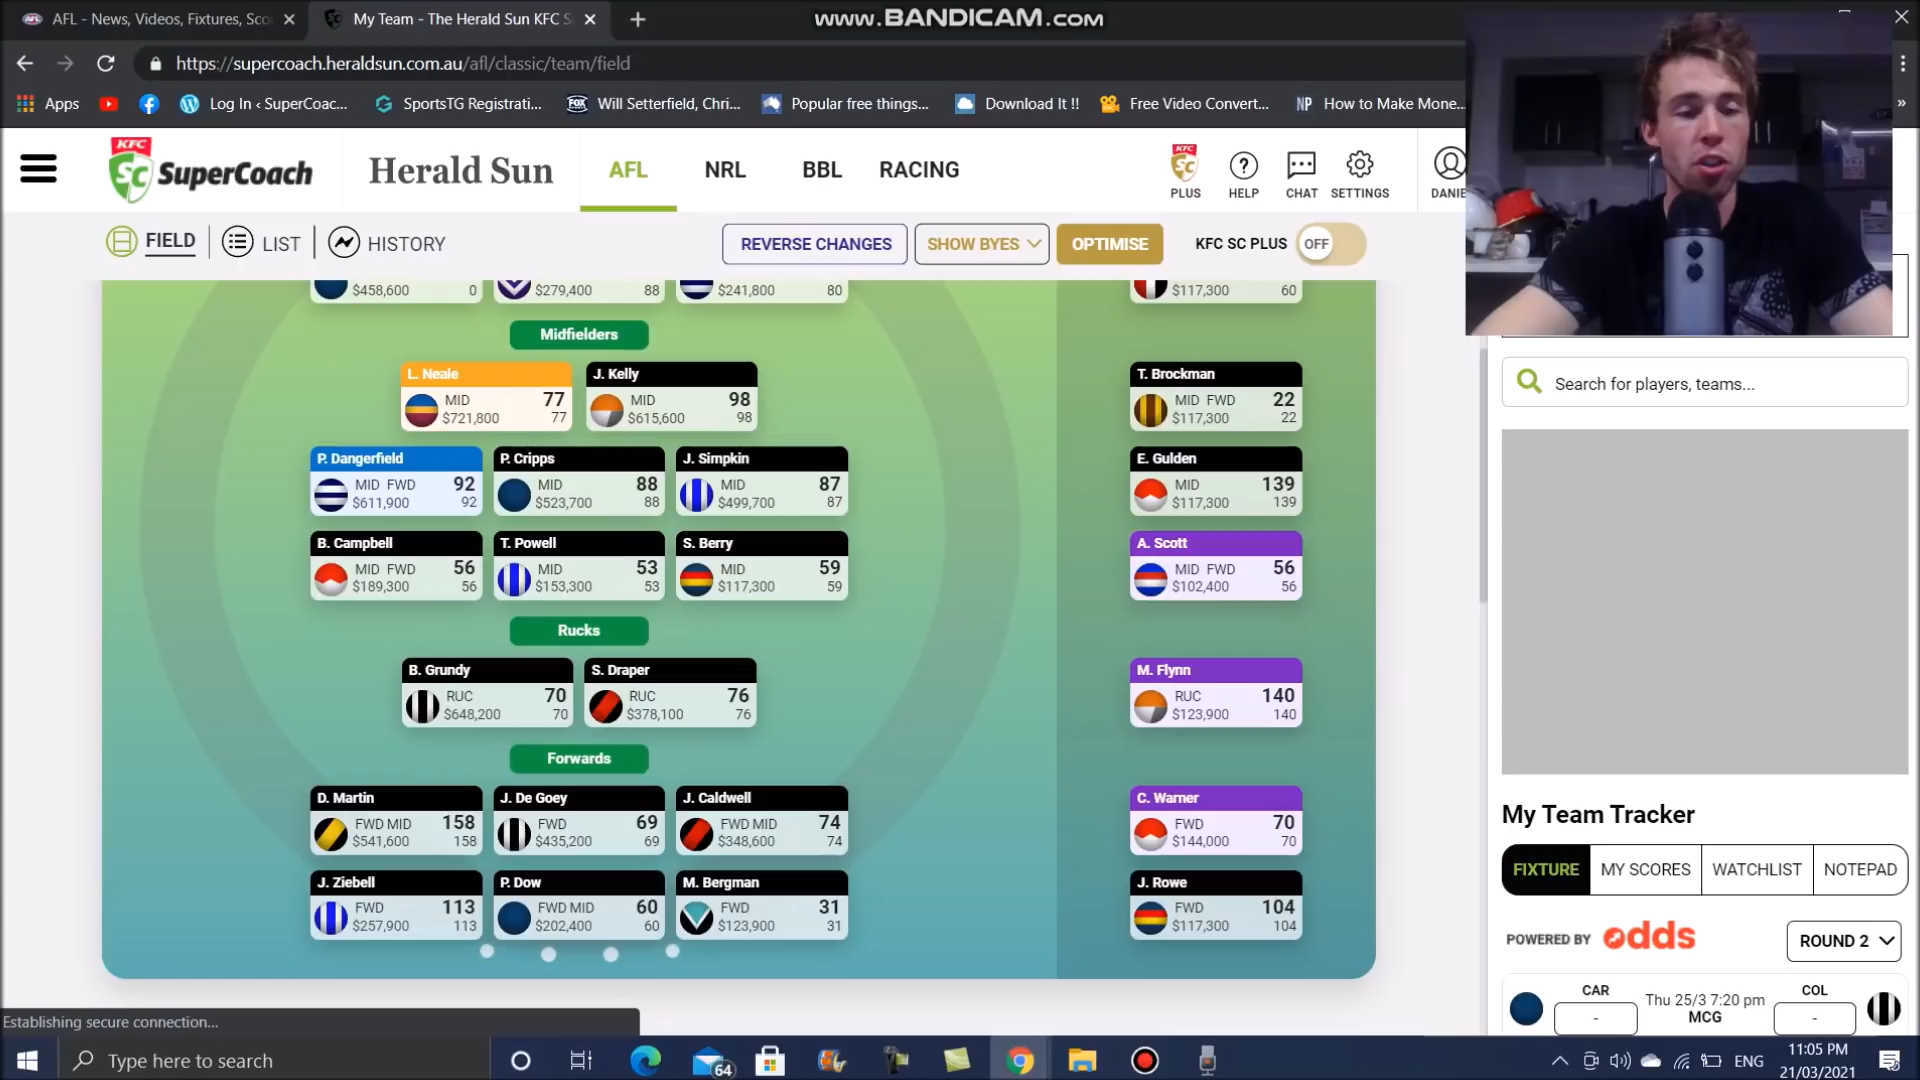 AFL - News, Videos, Fixtures, Sco
My Team - The Herald Sun KFC S
www.BANDICAM.com
https://supercoach.heraldsun.com.au/afl/classic/team/field
Apps
Log In ‹ SuperCoac...
SportsTG Registrati...
FOX
Will Setterfield, Chri...
Popular free things...
Download It !!
Free Video Convert...
NP
How to Make Mone...
»
KFC
SC
SuperCoach
Herald Sun
AFL
NRL
BBL
RACING
PLUS
HELP
CHAT
SETTINGS
DANIE
FIELD
LIST
HISTORY
REVERSE CHANGES
SHOW BYES
OPTIMISE
KFC SC PLUS
OFF
$458,600 0
$279,400 88
$241,800 80
$117,300 60
Midfielders
L. Neale
MID 77
$721,800 77
J. Kelly
MID 98
$615,600 98
T. Brockman
MID FWD 22
$117,300 22
P. Dangerfield
MID FWD 92
$611,900 92
P. Cripps
MID 88
$523,700 88
J. Simpkin
MID 87
$499,700 87
E. Gulden
MID 139
$117,300 139
B. Campbell
MID FWD 56
$189,300 56
T. Powell
MID 53
$153,300 53
S. Berry
MID 59
$117,300 59
A. Scott
MID FWD 56
$102,400 56
Rucks
B. Grundy
RUC 70
$648,200 70
S. Draper
RUC 76
$378,100 76
M. Flynn
RUC 140
$123,900 140
Forwards
D. Martin
FWD MID 158
$541,600 158
J. De Goey
FWD 69
$435,200 69
J. Caldwell
FWD MID 74
$348,600 74
C. Warner
FWD 70
$144,000 70
J. Ziebell
FWD 113
$257,900 113
P. Dow
FWD MID 60
$202,400 60
M. Bergman
FWD 31
$123,900 31
J. Rowe
FWD 104
$117,300 104
Search for players, teams...
My Team Tracker
FIXTURE
MY SCORES
WATCHLIST
NOTEPAD
POWERED BY odds
ROUND 2
CAR
-
Thu 25/3 7:20 pm
MCG
COL
-
Establishing secure connection...
Type here to search
64
ENG
11:05 PM
21/03/2021